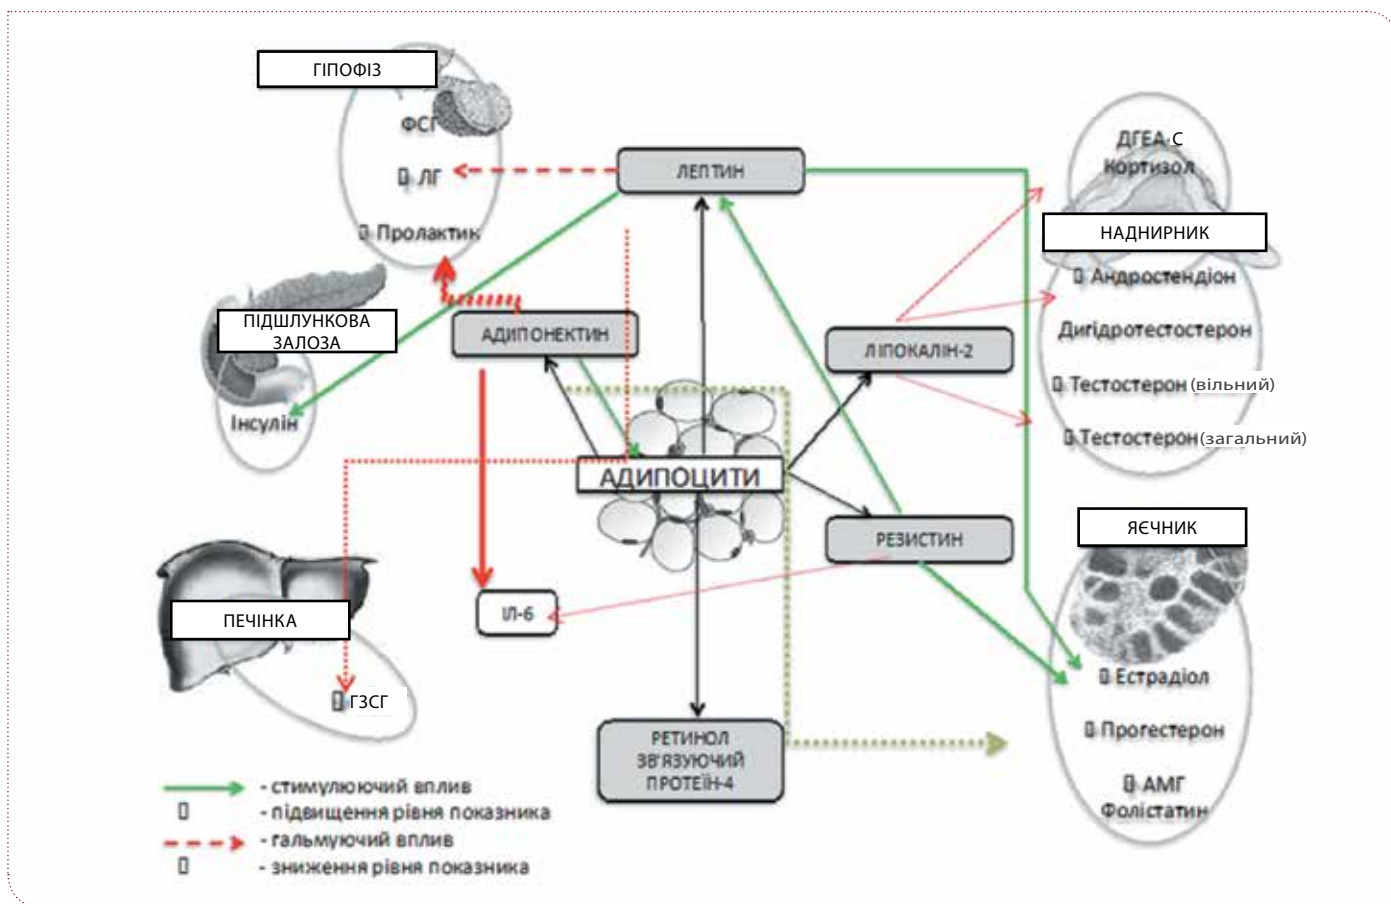 ГІПОФІЗ
ФСГ
▯ ЛГ
▯ Пролактин
ЛЕПТИН
ДГЕА-С
Кортизол
НАДНИРНИК
▯ Андростендіон
Дигідротестостерон
▯ Тестостерон (вільний)
▯ Тестостерон (загальний)
ПІДШЛУНКОВА
ЗАЛОЗА
Інсулін
АДИПОНЕКТИН
ЛІПОКАЛІН-2
АДИПОЦИТИ
РЕЗИСТИН
ІЛ-6
ПЕЧІНКА
▯ ГЗСГ
РЕТИНОЛ
ЗВ'ЯЗУЮЧИЙ
ПРОТЕЇН-4
ЯЄЧНИК
▯ Естрадіол
▯ Прогестерон
▯ АМГ
Фолістатин
- стимулюючий вплив
▯ - підвищення рівня показника
- гальмуючий вплив
▯ - зниження рівня показника